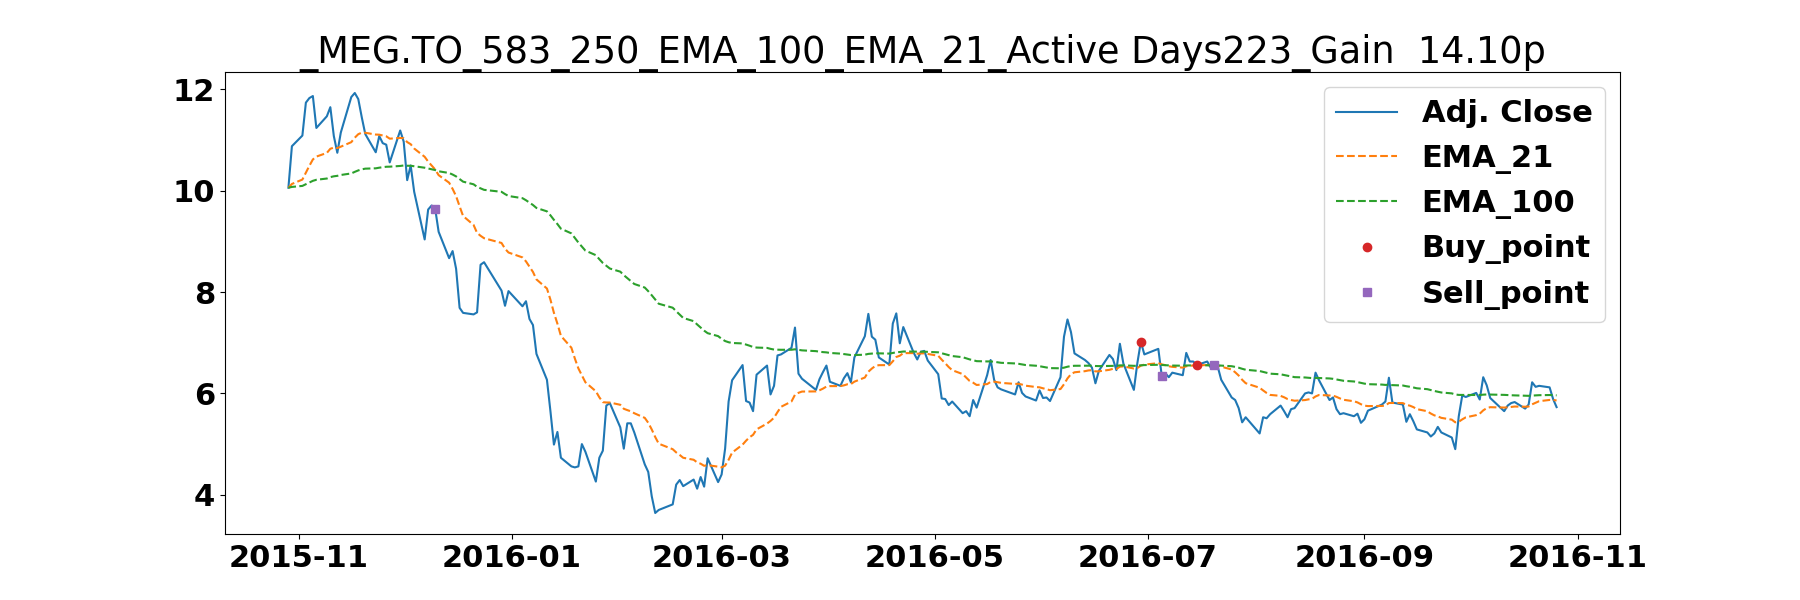 _MEG.TO_583_250_EMA_100_EMA_21_Active Days223_Gain  14.10p
12
10
8
6
4
Adj. Close
EMA_21
EMA_100
Buy_point
Sell_point
2015-11 2016-01 2016-03 2016-05 2016-07 2016-09 2016-11